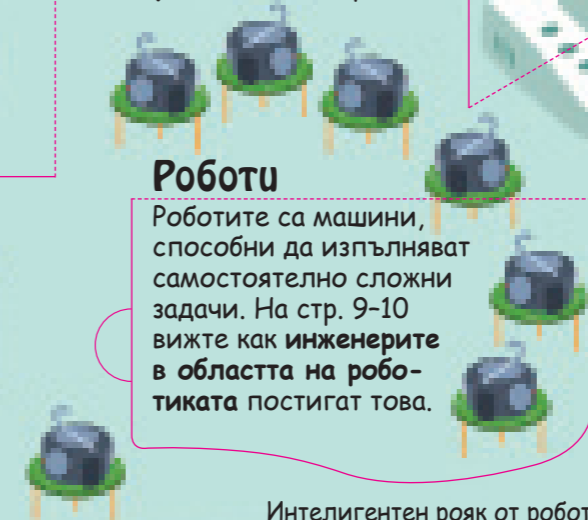 Роботи
Роботите са машини,
способни да изпълняват
самостоятелно сложни
задачи. На стр. 9–10
вижте как инженерите
в областта на робо-
тиката постигат това.
Интелигентен рояк от